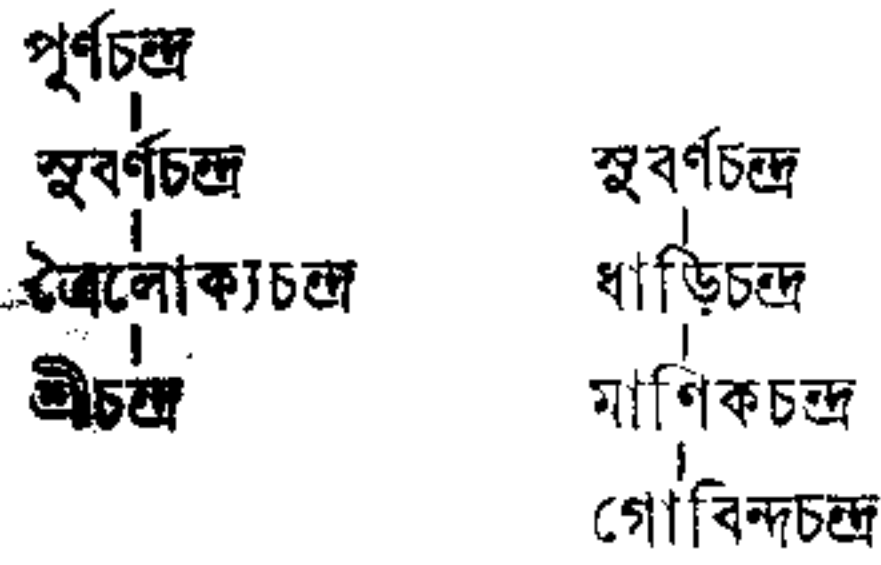 পূর্ণচন্দ্র
সুবর্ণচন্দ্র
ত্রৈলোক্যচন্দ্র
শ্রীচন্দ্র
সুবর্ণচন্দ্র
ধাড়িচন্দ্র
মাণিকচন্দ্র
গোবিন্দচন্দ্র